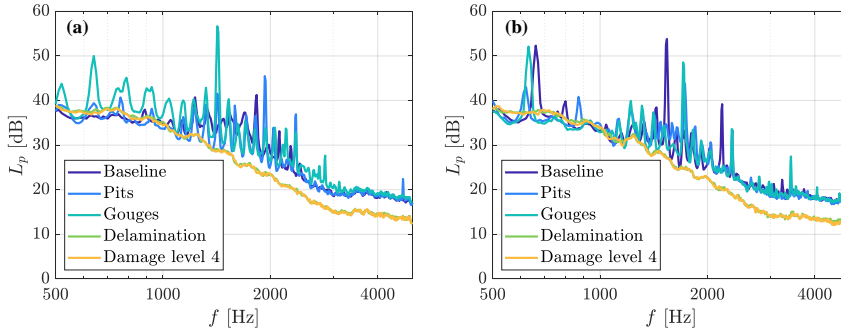 (a)
60
50
40
30
20
10
0
L_p [dB]
Baseline
Pits
Gouges
Delamination
Damage level 4
500 1000 2000 4000
f [Hz]
(b)
60
50
40
30
20
10
0
L_p [dB]
Baseline
Pits
Gouges
Delamination
Damage level 4
500 1000 2000 4000
f [Hz]